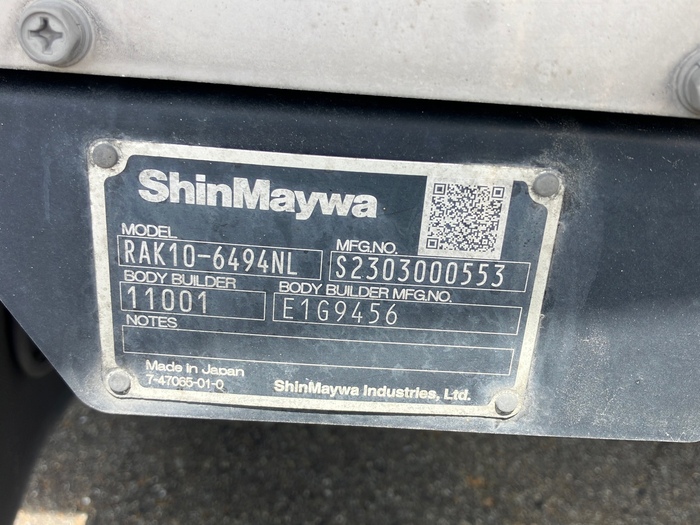 ShinMaywa
MODEL
MFG.NO.
RAK10-6494NL
S2303000553
BODY BUILDER
BODY BUILDER MFG.NO.
11001
E1G9456
NOTES
Made in Japan
7-47065-01-0
ShinMaywa Industries, Ltd.